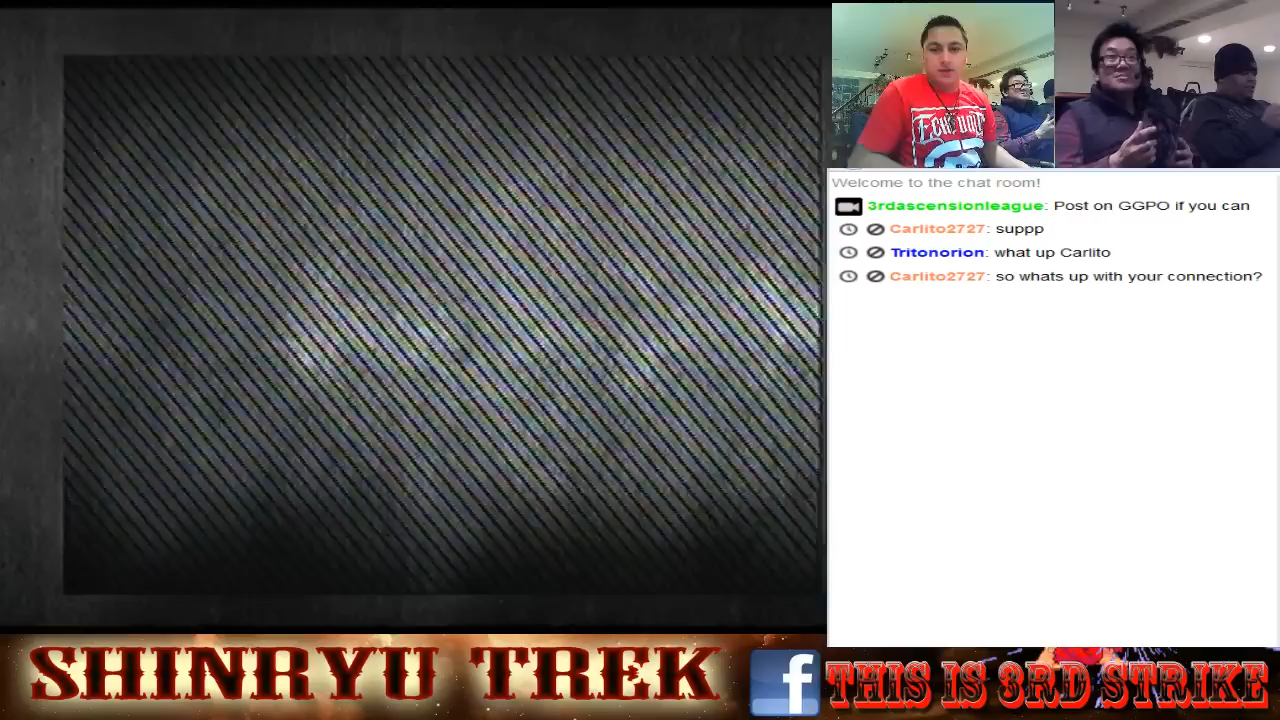 Welcome to the chat room!
3rdascensionleague: Post on GGPO if you can
Carlito2727: suppp
Tritonorion: what up Carlito
Carlito2727: so whats up with your connection?
SHINRYU TREK
f
THIS IS 3RD STRIKE